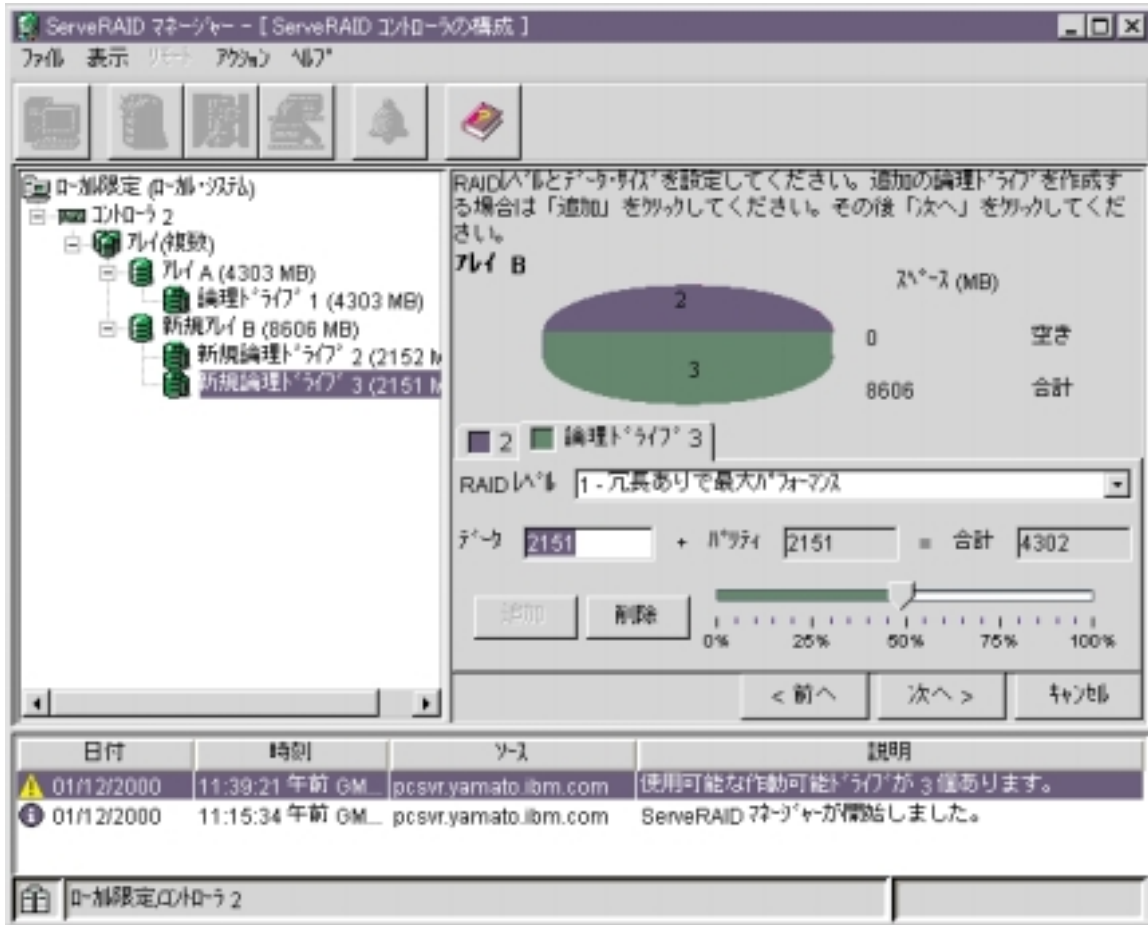 ServeRAID ﾏﾈｰｼﾞｬｰ - [ ServeRAID ｺﾝﾄﾛｰﾗの構成 ]
ﾌｧｲﾙ 表示 ﾘﾓｰﾄ ｱｸｼｮﾝ ﾍﾙﾌﾟ
ﾛｰｶﾙ限定 (ﾛｰｶﾙ･ｼｽﾃﾑ)
ｺﾝﾄﾛｰﾗ 2
ｱﾚｲ(複数)
ｱﾚｲ A (4303 MB)
論理ﾄﾞﾗｲﾌﾞ 1 (4303 MB)
新規ｱﾚｲ B (8606 MB)
新規論理ﾄﾞﾗｲﾌﾞ 2 (2152 M
新規論理ﾄﾞﾗｲﾌﾞ 3 (2151 M
RAIDﾚﾍﾞﾙとﾃﾞｰﾀ･ｻｲｽﾞを設定してください。追加の論理ﾄﾞﾗｲﾌﾞを作成す
る場合は「追加」をｸﾘｯｸしてください。その後「次へ」をｸﾘｯｸしてくだ
さい。
ｱﾚｲ B
2
3
ｽﾍﾟｰｽ (MB)
0 空き
8606 合計
2 論理ﾄﾞﾗｲﾌﾞ 3
RAID ﾚﾍﾞﾙ 1 - 冗長ありで最大ﾊﾟﾌｫｰﾏﾝｽ
ﾃﾞｰﾀ 2151 + ﾊﾟﾘﾃｨ 2151 = 合計 4302
追加 削除
0% 25% 50% 75% 100%
< 前へ 次へ > ｷｬﾝｾﾙ
日付 時刻 ｿｰｽ 説明
01/12/2000 11:39:21 午前 GM... pcsvr.yamato.ibm.com 使用可能な作動可能ﾄﾞﾗｲﾌﾞが 3 個あります。
01/12/2000 11:15:34 午前 GM... pcsvr.yamato.ibm.com ServeRAID ﾏﾈｰｼﾞｬｰが開始しました。
ﾛｰｶﾙ限定/ｺﾝﾄﾛｰﾗ 2